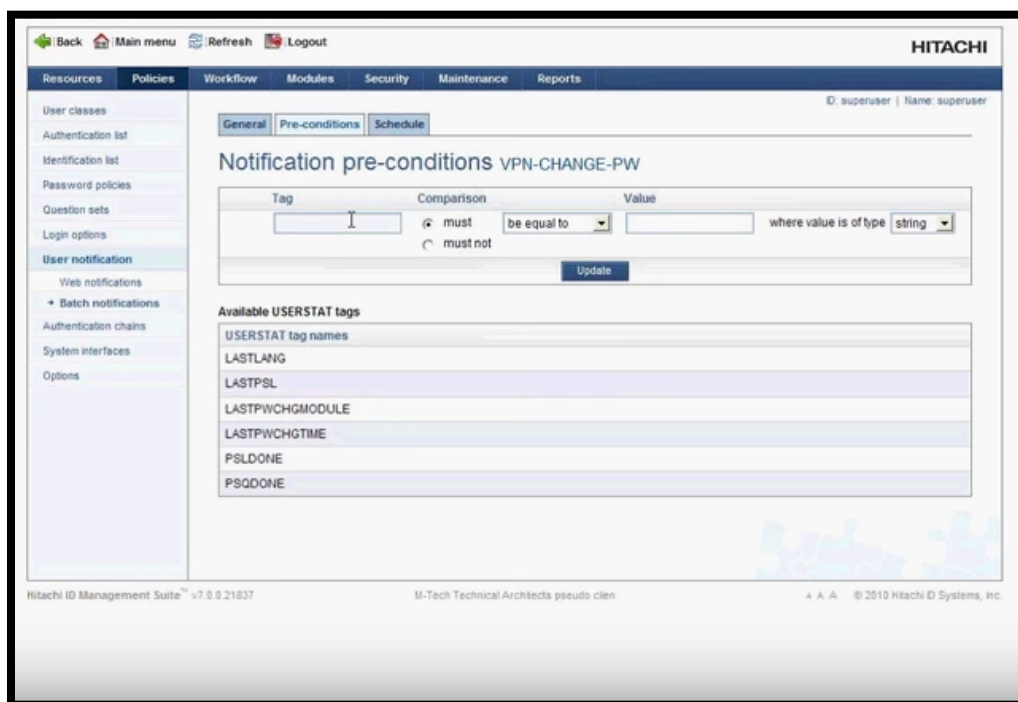 Back Main menu Refresh Logout
HITACHI
Resources Policies Workflow Modules Security Maintenance Reports
ID: superuser | Name: superuser
User classes
Authentication list
Identification list
Password policies
Question sets
Login options
User notification
Web notifications
Batch notifications
Authentication chains
System interfaces
Options
General Pre-conditions Schedule
Notification pre-conditions VPN-CHANGE-PW
Tag Comparison Value
must be equal to where value is of type string
must not
Update
Available USERSTAT tags
USERSTAT tag names
LASTLANG
LASTPSL
LASTPWCHGMODULE
LASTPWCHGTIME
PSLDONE
PSQDONE
Hitachi ID Management Suite™ v7.0.0.21837 M-Tech Technical Architects pseudo clien A A A © 2010 Hitachi ID Systems, Inc.